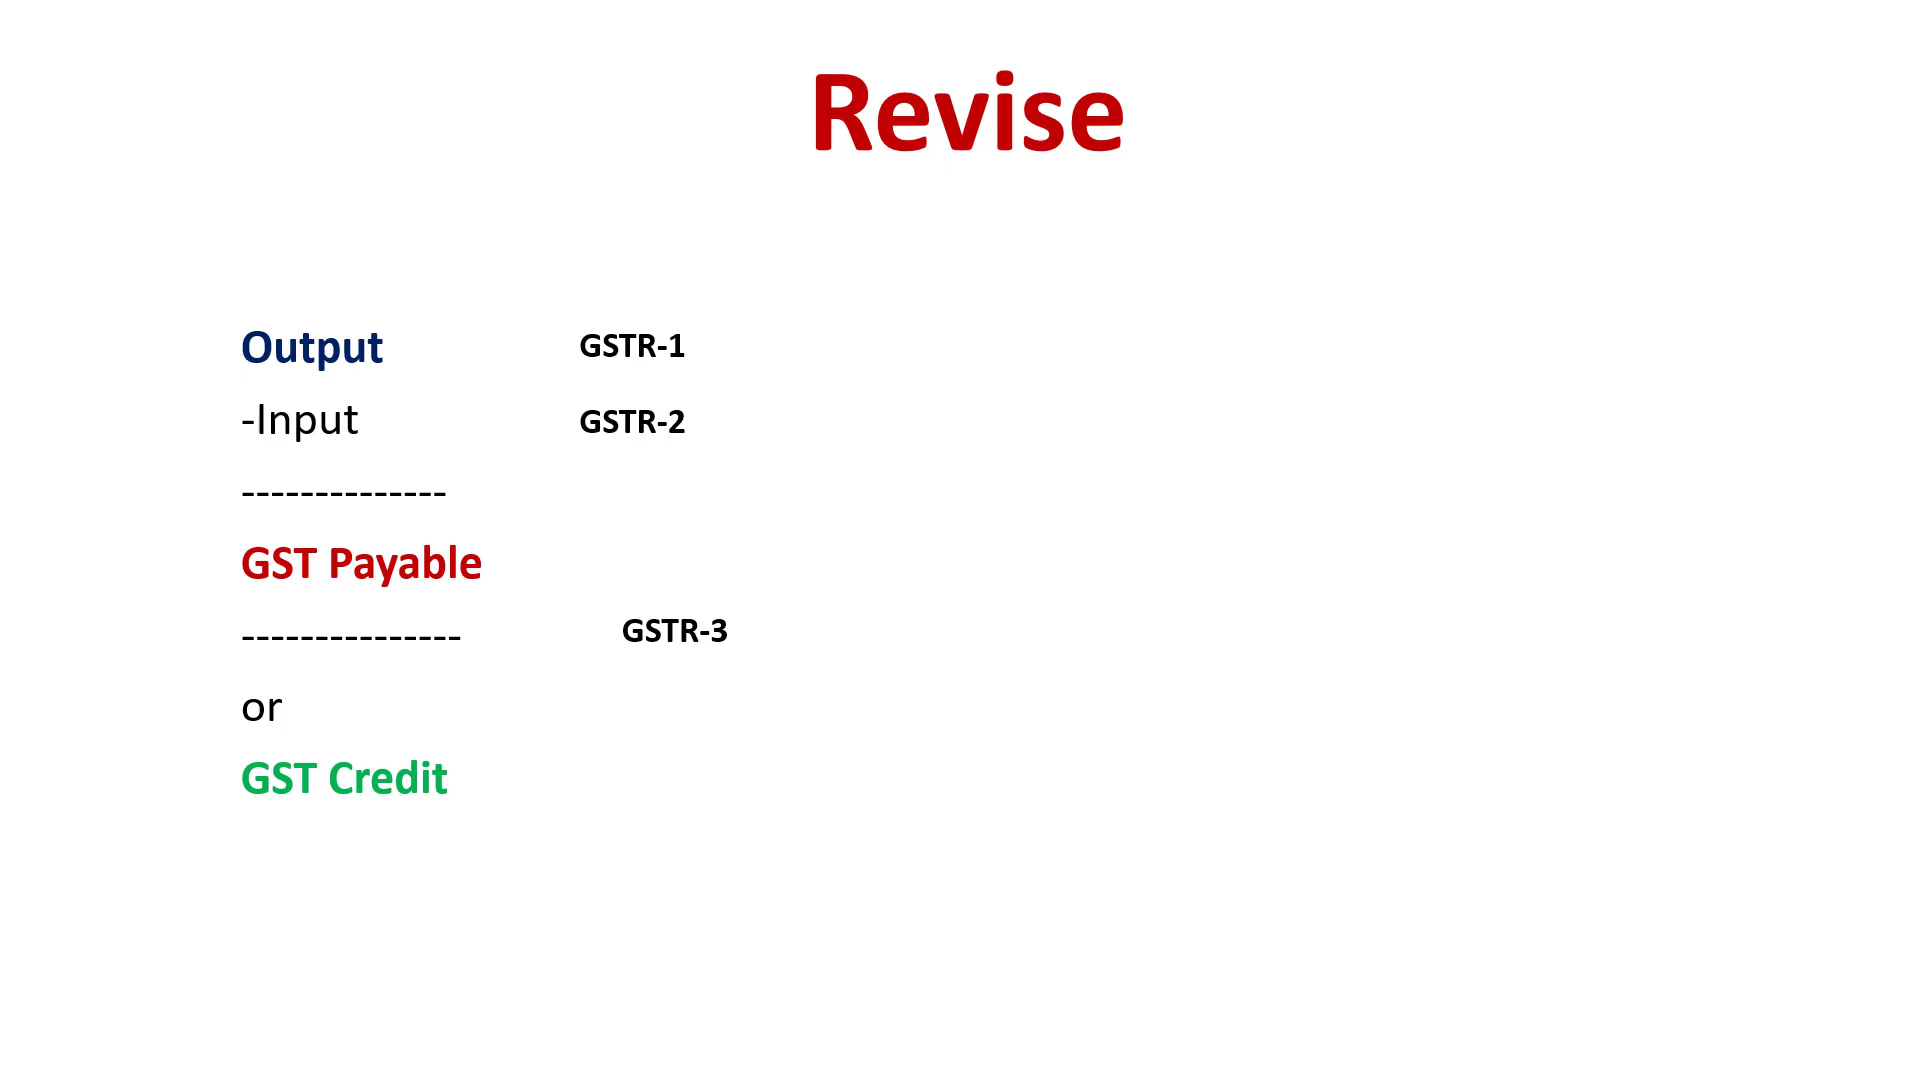 Revise
Output GSTR-1
-Input GSTR-2
--------------
GST Payable
--------------- GSTR-3
or
GST Credit